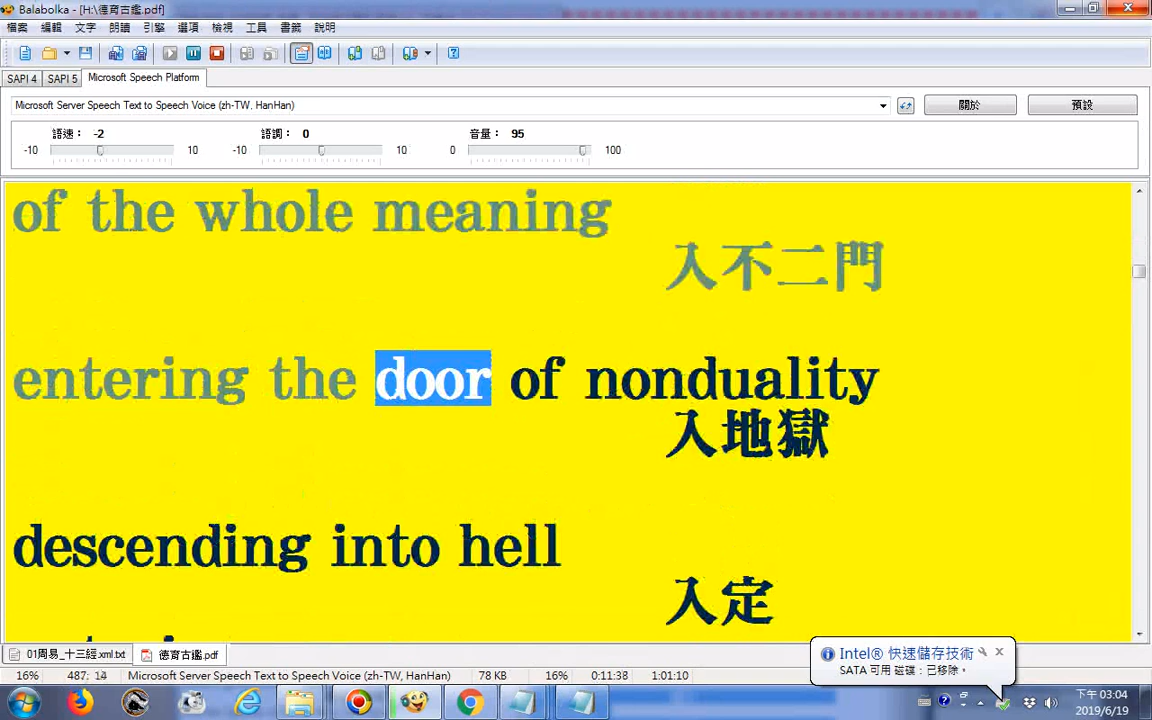 Balabolka - [H:\德育古鑑.pdf]
檔案 編輯 文字 朗讀 引擎 選項 檢視 工具 書籤 說明
SAPI 4 SAPI 5 Microsoft Speech Platform
Microsoft Server Speech Text to Speech Voice (zh-TW, HanHan) 關於 預設
語速： -2 語調： 0 音量： 95
-10 10 -10 10 0 100
of the whole meaning
入不二門
entering the door of nonduality
入地獄
descending into hell
入定
Intel® 快速儲存技術
SATA 可用 磁碟：已移除。
01周易_十三經.xml.txt 德育古鑑.pdf
16% 487: 14 Microsoft Server Speech Text to Speech Voice (zh-TW, HanHan) 78 KB 16% 0:11:38 1:01:10
下午 03:04
2019/6/19